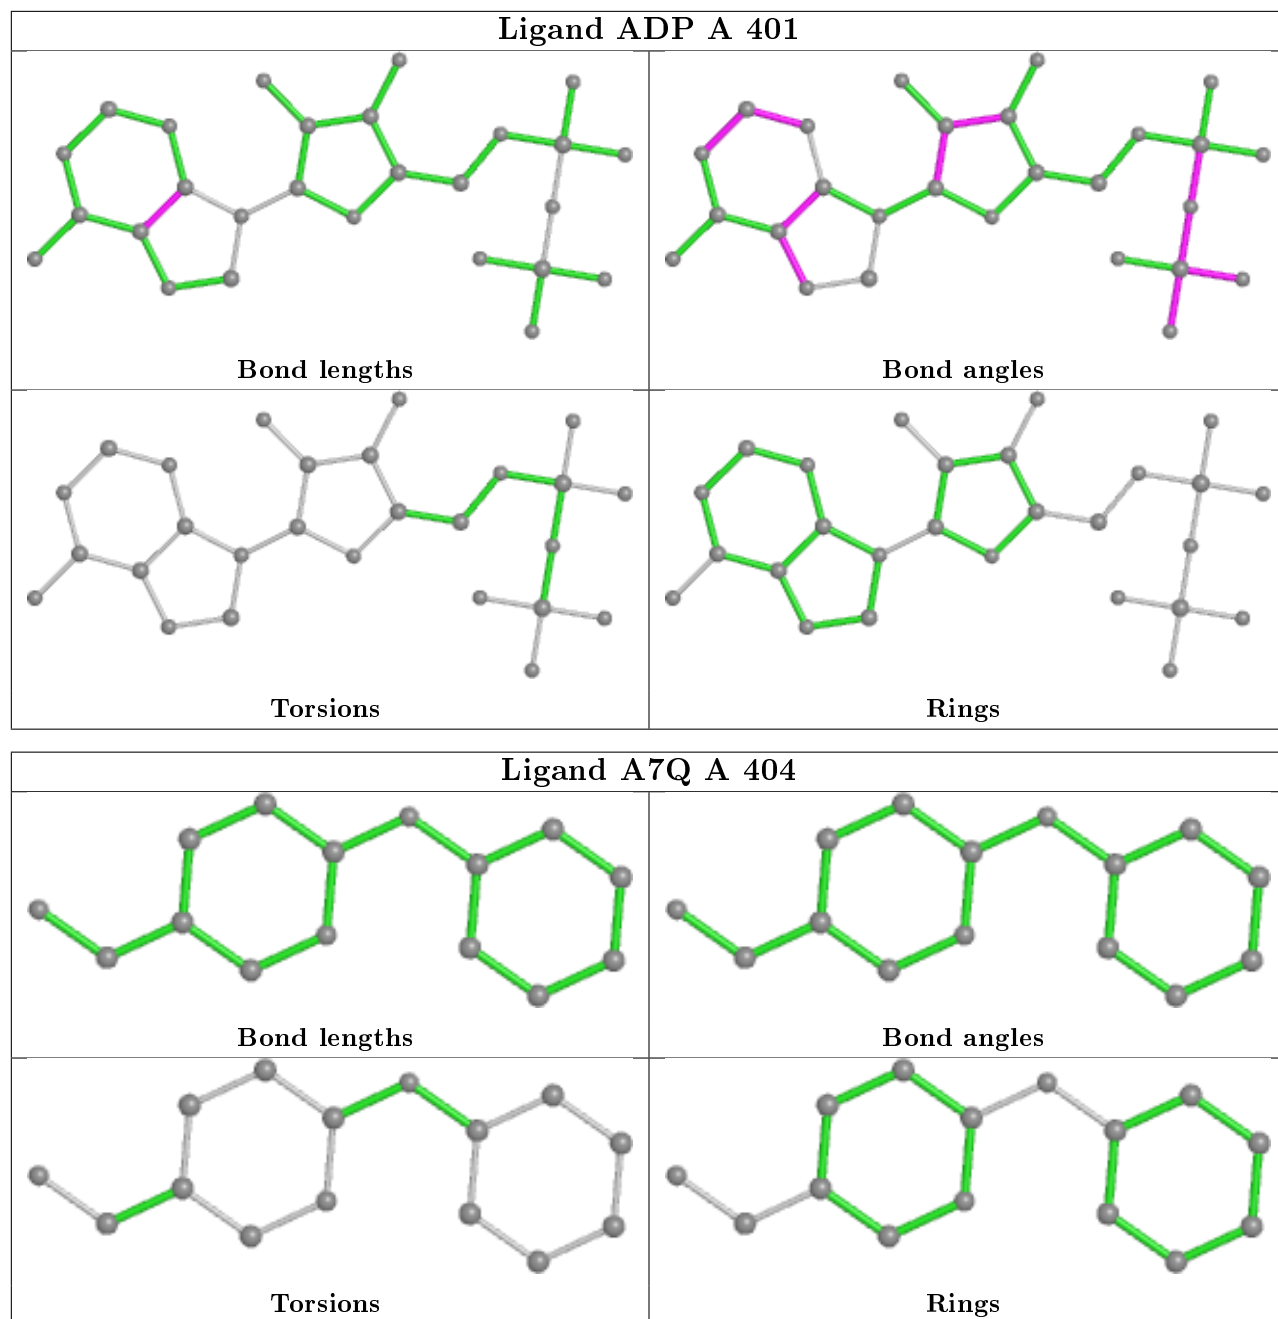 Ligand ADP A 401
Bond lengths
Bond angles
Torsions
Rings
Ligand A7Q A 404
Bond lengths
Bond angles
Torsions
Rings